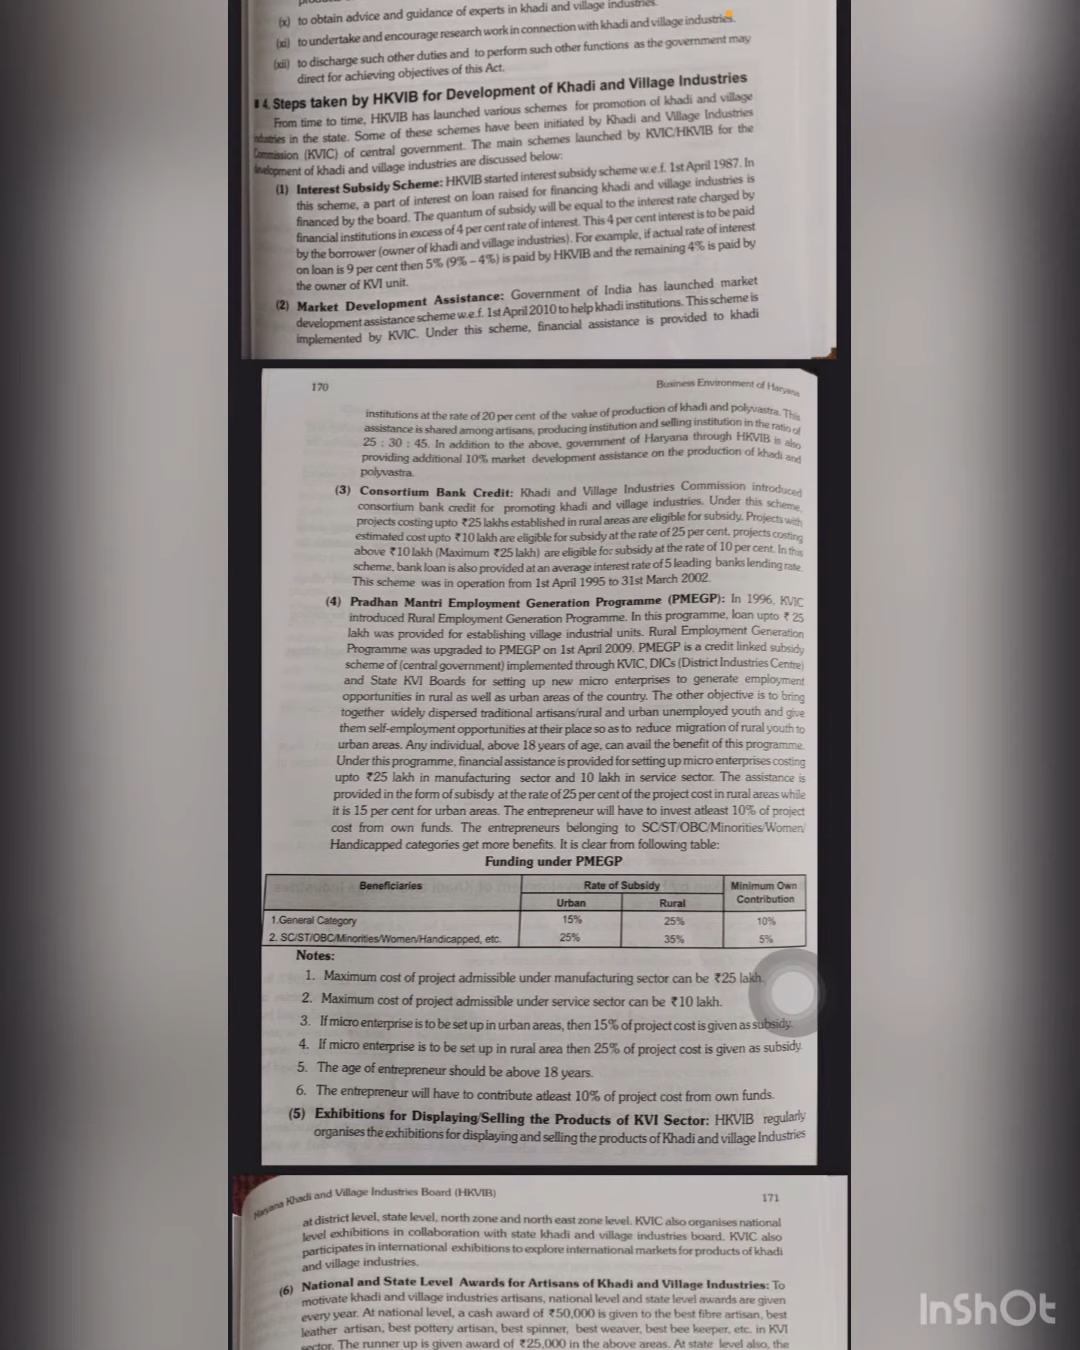 (x) to obtain advice and guidance of experts in khadi and village industries.
(xi) to undertake and encourage research work in connection with khadi and village industries.
(xii) to discharge such other duties and to perform such other functions as the government may
direct for achieving objectives of this Act.
4. Steps taken by HKVIB for Development of Khadi and Village Industries
From time to time, HKVIB has launched various schemes for promotion of khadi and village
industries in the state. Some of these schemes have been initiated by Khadi and Village Industries
Commission (KVIC) of central government. The main schemes launched by KVIC/HKVIB for the
development of khadi and village industries are discussed below:
(1) Interest Subsidy Scheme: HKVIB started interest subsidy scheme w.e.f. 1st April 1987. In
this scheme, a part of interest on loan raised for financing khadi and village industries is
financed by the board. The quantum of subsidy will be equal to the interest rate charged by
financial institutions in excess of 4 per cent rate of interest. This 4 per cent interest is to be paid
by the borrower (owner of khadi and village industries). For example, if actual rate of interest
on loan is 9 per cent then 5% (9% – 4%) is paid by HKVIB and the remaining 4% is paid by
the owner of KVI unit.
(2) Market Development Assistance: Government of India has launched market
development assistance scheme w.e.f. 1st April 2010 to help khadi institutions. This scheme is
implemented by KVIC. Under this scheme, financial assistance is provided to khadi
170 Business Environment of Haryana
institutions at the rate of 20 per cent of the value of production of khadi and polyvastra. This
assistance is shared among artisans, producing institution and selling institution in the ratio of
25 : 30 : 45. In addition to the above, government of Haryana through HKVIB is also
providing additional 10% market development assistance on the production of khadi and
polyvastra.
(3) Consortium Bank Credit: Khadi and Village Industries Commission introduced
consortium bank credit for promoting khadi and village industries. Under this scheme,
projects costing upto ₹25 lakhs established in rural areas are eligible for subsidy. Projects with
estimated cost upto ₹10 lakh are eligible for subsidy at the rate of 25 per cent, projects costing
above ₹10 lakh (Maximum ₹25 lakh) are eligible for subsidy at the rate of 10 per cent. In this
scheme, bank loan is also provided at an average interest rate of 5 leading banks lending rate.
This scheme was in operation from 1st April 1995 to 31st March 2002.
(4) Pradhan Mantri Employment Generation Programme (PMEGP): In 1996, KVIC
introduced Rural Employment Generation Programme. In this programme, loan upto ₹ 25
lakh was provided for establishing village industrial units. Rural Employment Generation
Programme was upgraded to PMEGP on 1st April 2009. PMEGP is a credit linked subsidy
scheme of (central government) implemented through KVIC, DICs (District Industries Centre)
and State KVI Boards for setting up new micro enterprises to generate employment
opportunities in rural as well as urban areas of the country. The other objective is to bring
together widely dispersed traditional artisans/rural and urban unemployed youth and give
them self-employment opportunities at their place so as to reduce migration of rural youth to
urban areas. Any individual, above 18 years of age, can avail the benefit of this programme.
Under this programme, financial assistance is provided for setting up micro enterprises costing
upto ₹25 lakh in manufacturing sector and 10 lakh in service sector. The assistance is
provided in the form of subisdy at the rate of 25 per cent of the project cost in rural areas while
it is 15 per cent for urban areas. The entrepreneur will have to invest atleast 10% of project
cost from own funds. The entrepreneurs belonging to SC/ST/OBC/Minorities/Women/
Handicapped categories get more benefits. It is clear from following table:
Funding under PMEGP
Beneficiaries Rate of Subsidy Minimum Own
Urban Rural Contribution
1.General Category 15% 25% 10%
2. SC/ST/OBC/Minorities/Women/Handicapped, etc. 25% 35% 5%
Notes:
1. Maximum cost of project admissible under manufacturing sector can be ₹25 lakh.
2. Maximum cost of project admissible under service sector can be ₹10 lakh.
3. If micro enterprise is to be set up in urban areas, then 15% of project cost is given as subsidy.
4. If micro enterprise is to be set up in rural area then 25% of project cost is given as subsidy.
5. The age of entrepreneur should be above 18 years.
6. The entrepreneur will have to contribute atleast 10% of project cost from own funds.
(5) Exhibitions for Displaying/Selling the Products of KVI Sector: HKVIB regularly
organises the exhibitions for displaying and selling the products of Khadi and village Industries
Haryana Khadi and Village Industries Board (HKVIB) 171
at district level, state level, north zone and north east zone level. KVIC also organises national
level exhibitions in collaboration with state khadi and village industries board. KVIC also
participates in international exhibitions to explore international markets for products of khadi
and village industries.
(6) National and State Level Awards for Artisans of Khadi and Village Industries: To
motivate khadi and village industries artisans, national level and state level awards are given
every year. At national level, a cash award of ₹50,000 is given to the best fibre artisan, best
leather artisan, best pottery artisan, best spinner, best weaver, best bee keeper, etc. in KVI
sector. The runner up is given award of ₹25,000 in the above areas. At state level also, the
InShOt